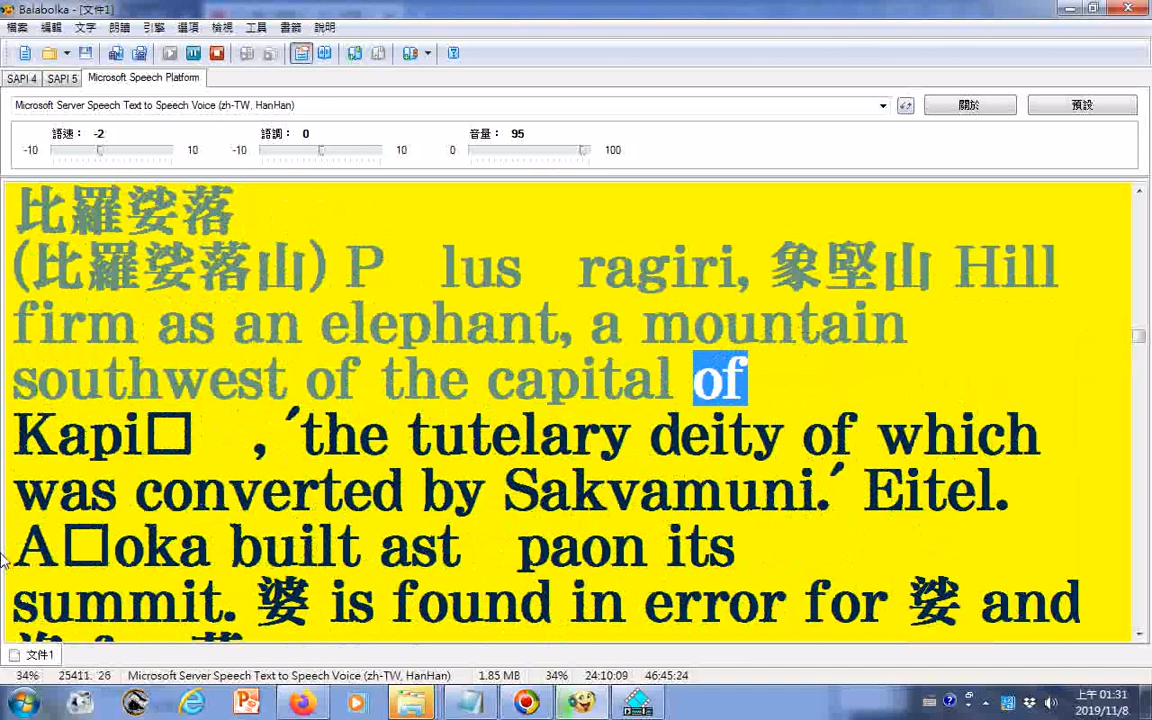 Balabolka - [文件1]
檔案 編輯 文字 朗讀 引擎 選項 檢視 工具 書籤 說明
SAPI 4 SAPI 5 Microsoft Speech Platform
Microsoft Server Speech Text to Speech Voice (zh-TW, HanHan)
關於 預設
語速： -2 語調： 0 音量： 95
-10 10 -10 10 0 100
比羅娑落
(比羅娑落山) P lus ragiri, 象堅山 Hill
firm as an elephant, a mountain
southwest of the capital of
Kapi□ , ′the tutelary deity of which
was converted by Sakvamuni.′ Eitel.
A□oka built ast paon its
summit. 婆 is found in error for 娑 and
文件1
34% 25411: 26 Microsoft Server Speech Text to Speech Voice (zh-TW, HanHan) 1.85 MB 34% 24:10:09 46:45:24
上午 01:31
2019/11/8